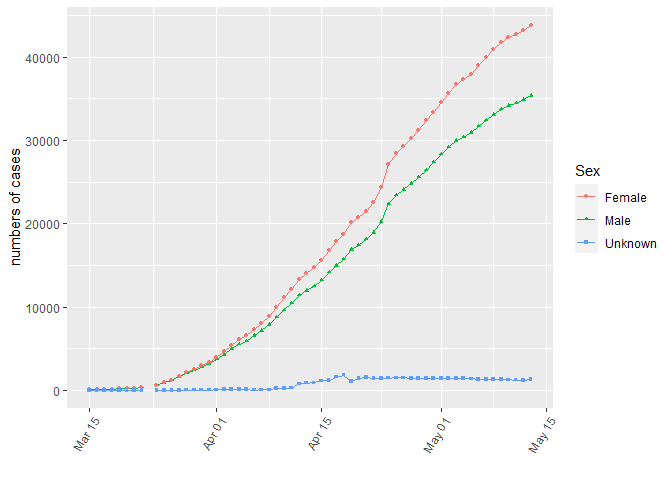 numbers of cases
40000
30000
20000
10000
0
Mar 15
Apr 01
Apr 15
May 01
May 15
Sex
Female
Male
Unknown